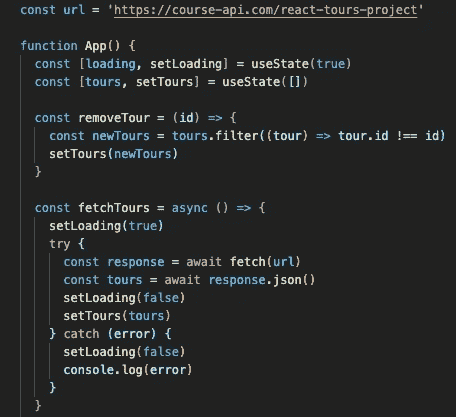 const url = 'https://course-api.com/react-tours-project'
function App() {
const [loading, setLoading] = useState(true)
const [tours, setTours] = useState([])
const removeTour = (id) => {
const newTours = tours.filter((tour) => tour.id !== id)
setTours(newTours)
}
const fetchTours = async () => {
setLoading(true)
try {
const response = await fetch(url)
const tours = await response.json()
setLoading(false)
setTours(tours)
} catch (error) {
setLoading(false)
console.log(error)
}
}